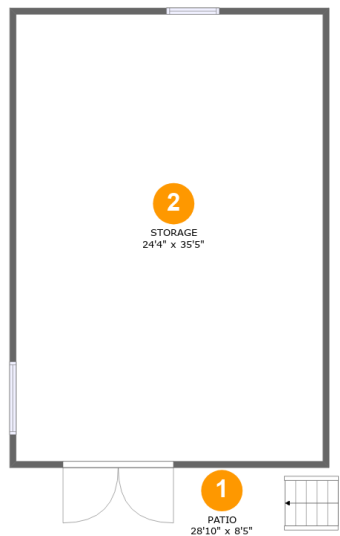 2
STORAGE
24'4" x 35'5"
1
PATIO
28'10" x 8'5"